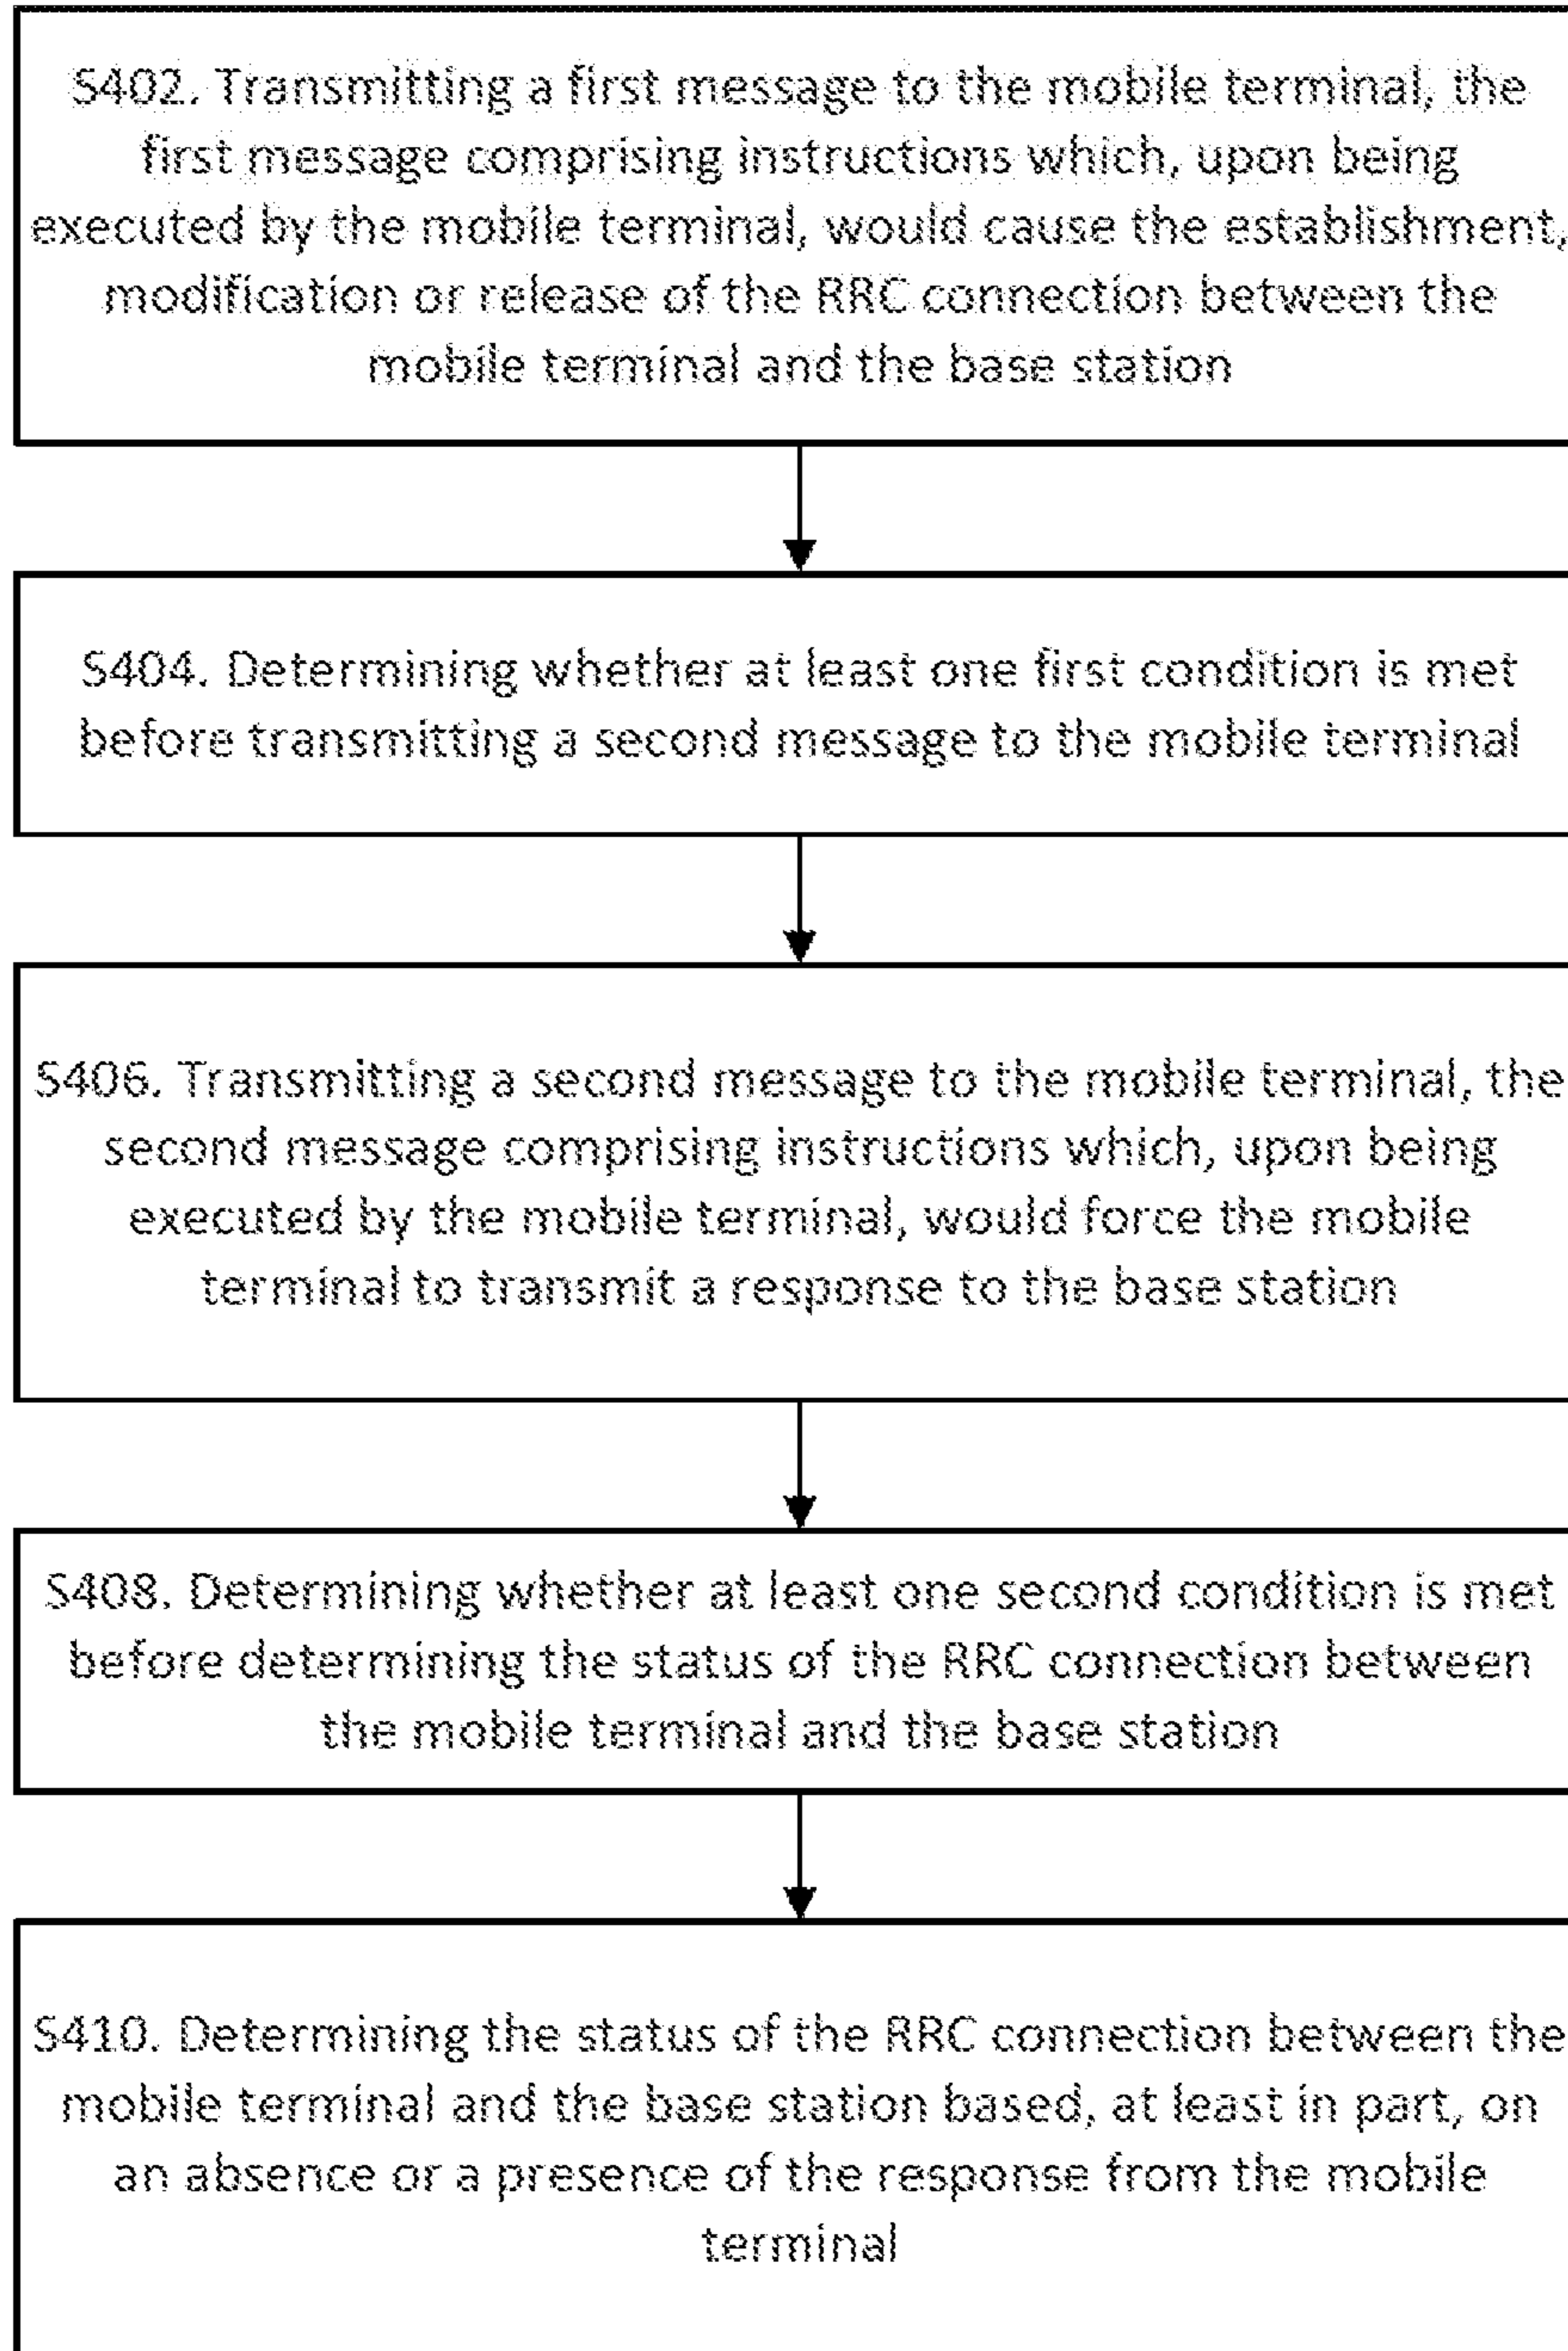 S402. Transmitting a first message to the mobile terminal, the
first message comprising instructions which, upon being
executed by the mobile terminal, would cause the establishment,
modification or release of the RRC connection between the
mobile terminal and the base station
S404. Determining whether at least one first condition is met
before transmitting a second message to the mobile terminal
S406. Transmitting a second message to the mobile terminal, the
second message comprising instructions which, upon being
executed by the mobile terminal, would force the mobile
terminal to transmit a response to the base station
S408. Determining whether at least one second condition is met
before determining the status of the RRC connection between
the mobile terminal and the base station
S410. Determining the status of the RRC connection between the
mobile terminal and the base station based, at least in part, on
an absence or a presence of the response from the mobile
terminal